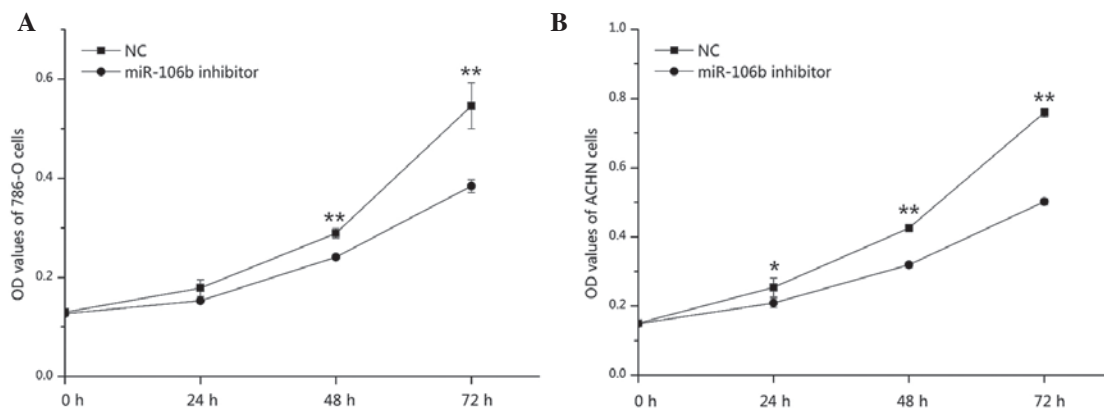 A
NC
miR-106b inhibitor
OD values of 786-O cells
0.6
0.4
0.2
0.0
**
**
0 h
24 h
48 h
72 h
B
NC
miR-106b inhibitor
OD values of ACHN cells
1.0
0.8
0.6
0.4
0.2
0.0
*
**
**
0 h
24 h
48 h
72 h